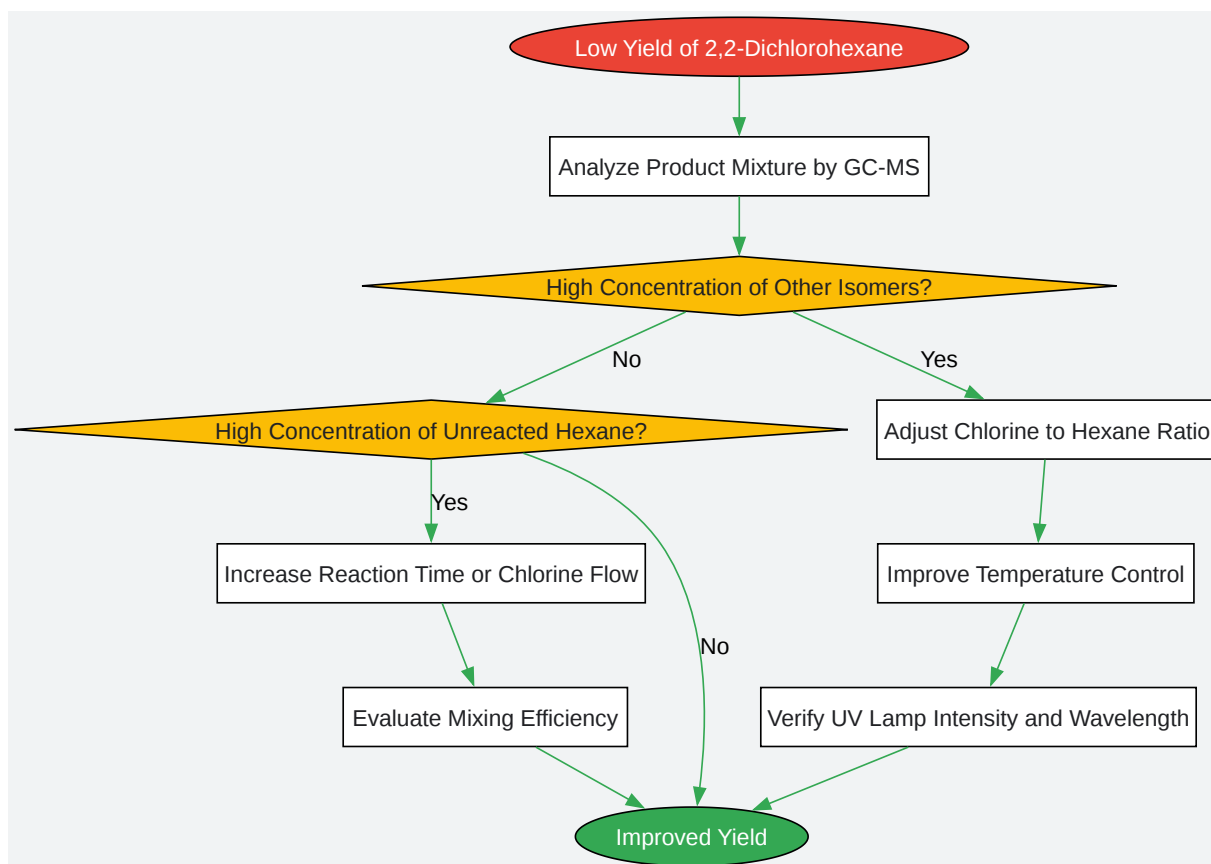 Low Yield of 2,2-Dichlorohexane
Analyze Product Mixture by GC-MS
High Concentration of Other Isomers?
No
Yes
High Concentration of Unreacted Hexane?
Adjust Chlorine to Hexane Ratio
Yes
Increase Reaction Time or Chlorine Flow
Improve Temperature Control
No
Evaluate Mixing Efficiency
Verify UV Lamp Intensity and Wavelength
Improved Yield